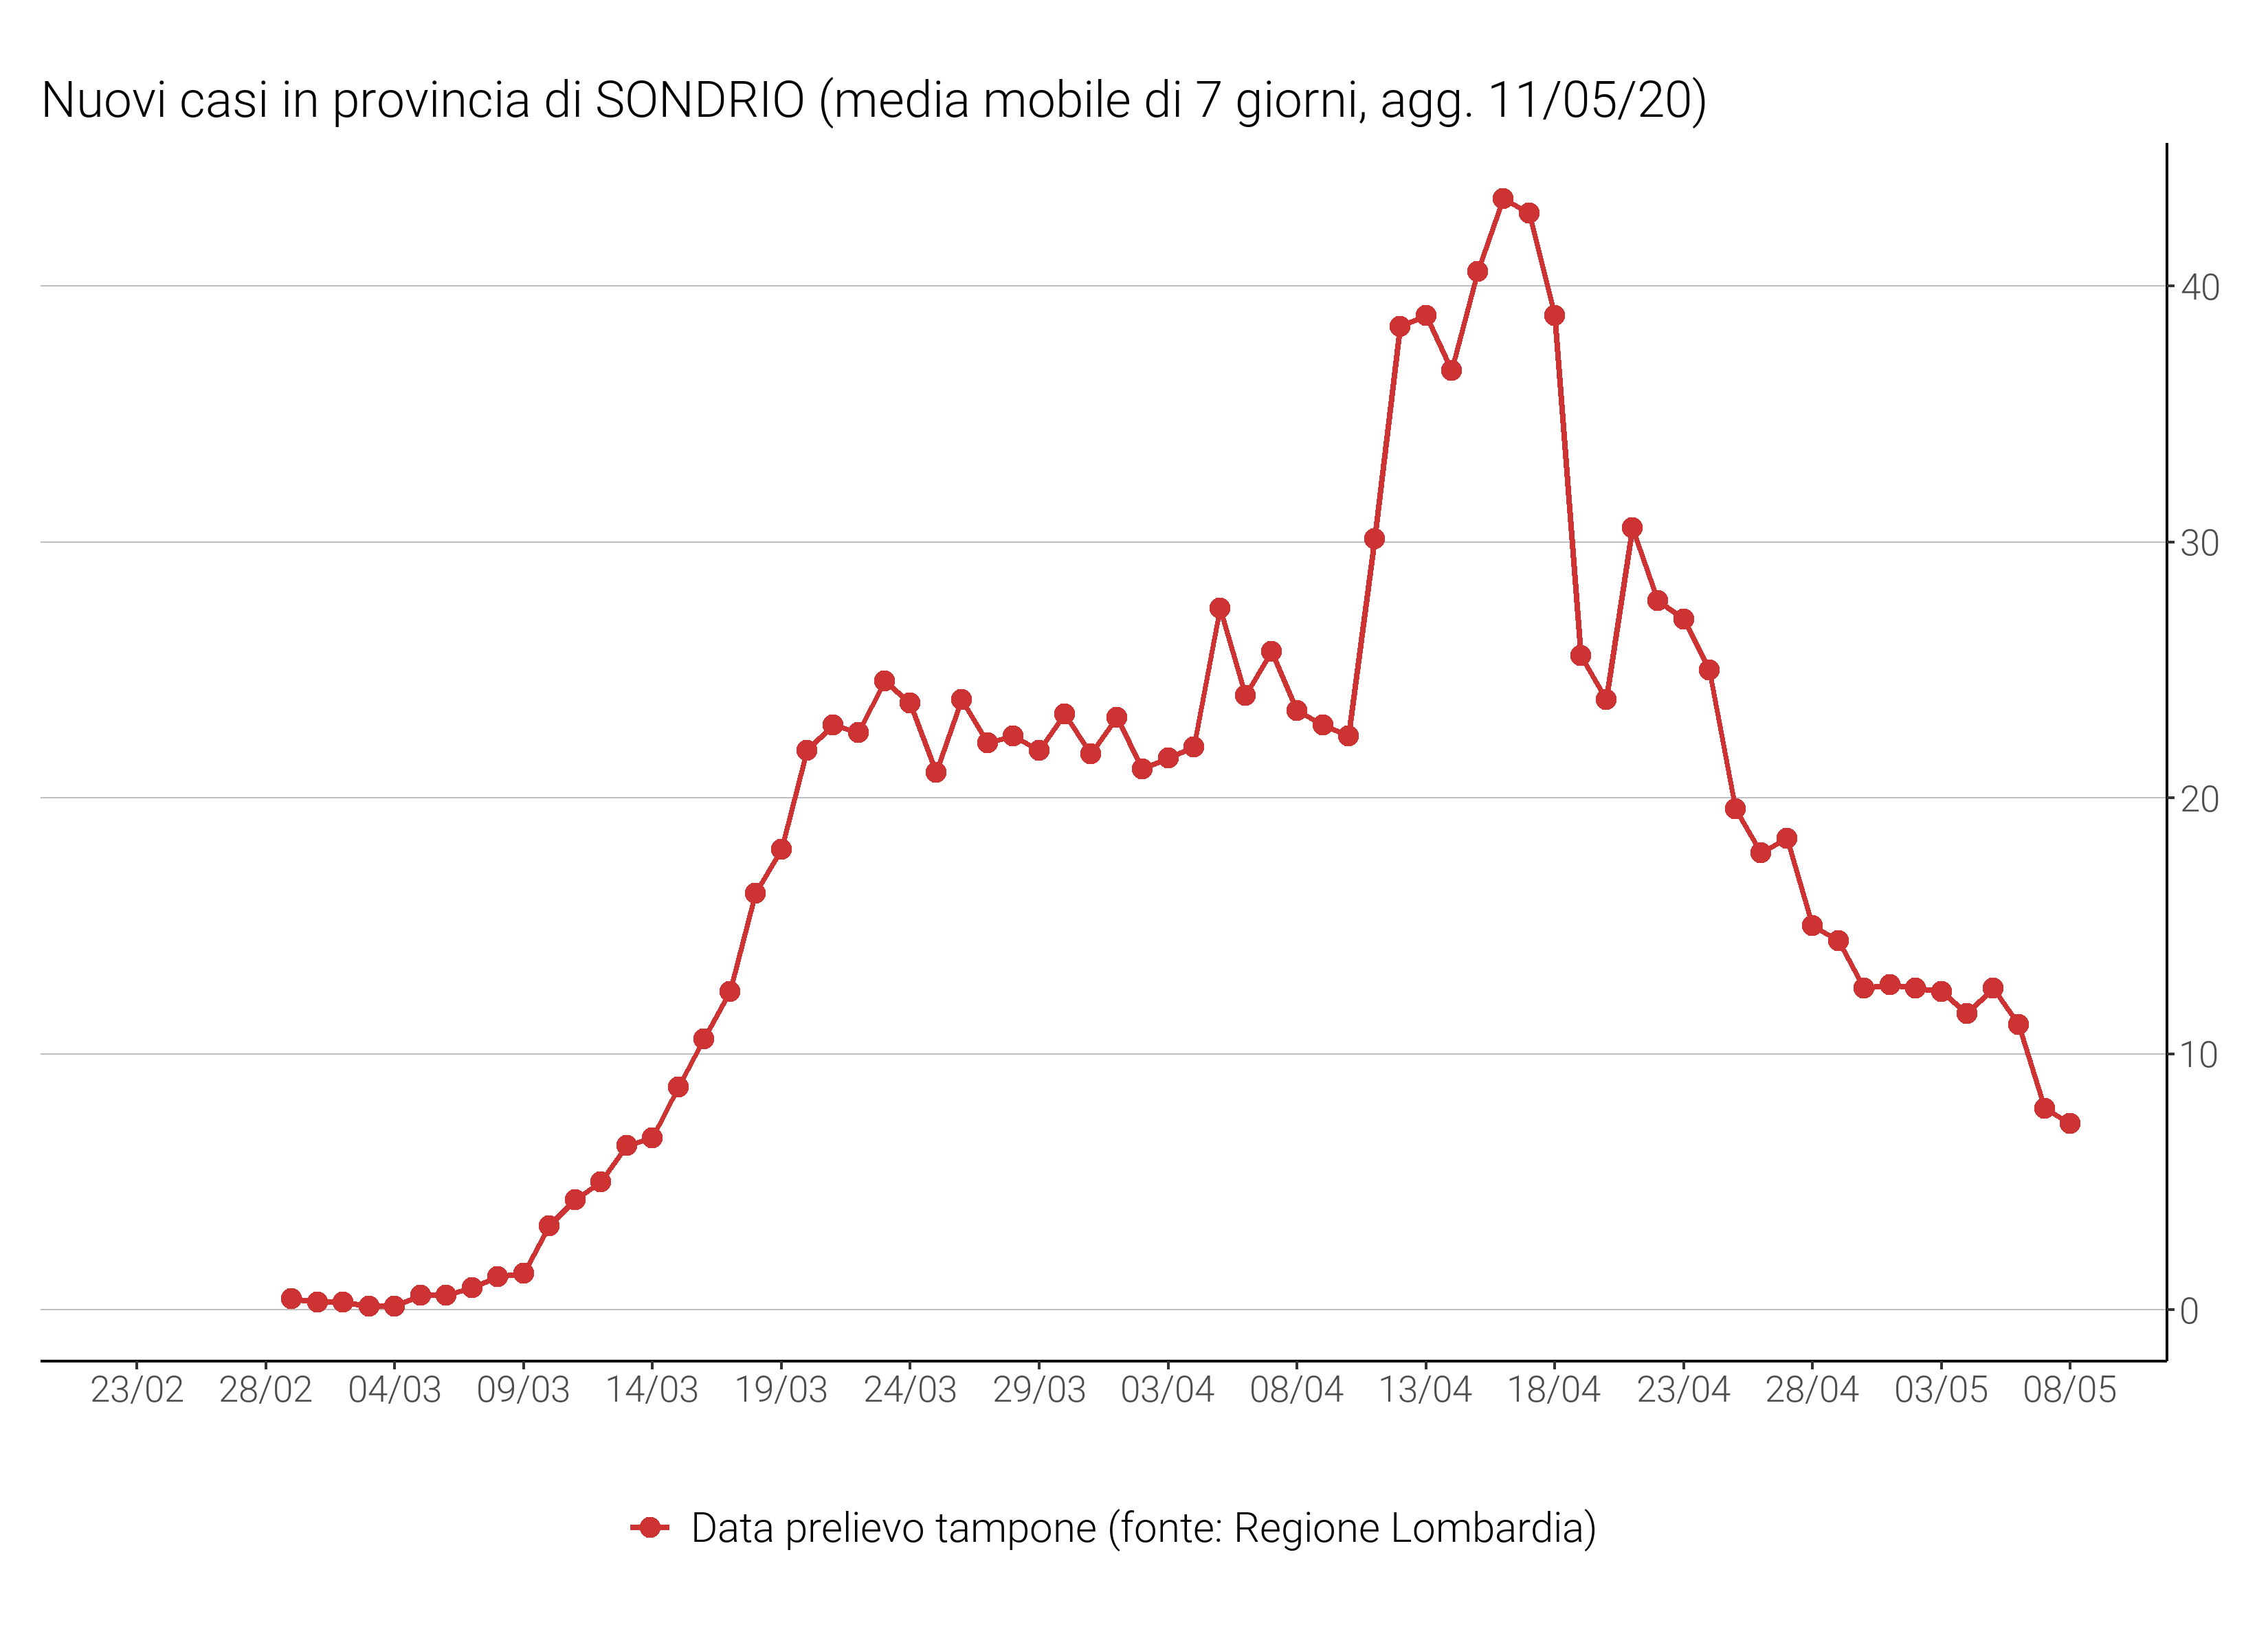 Nuovi casi in provincia di SONDRIO (media mobile di 7 giorni, agg. 11/05/20)
40
30
20
10
0
23/02 28/02 04/03 09/03 14/03 19/03 24/03 29/03 03/04 08/04 13/04 18/04 23/04 28/04 03/05 08/05
Data prelievo tampone (fonte: Regione Lombardia)